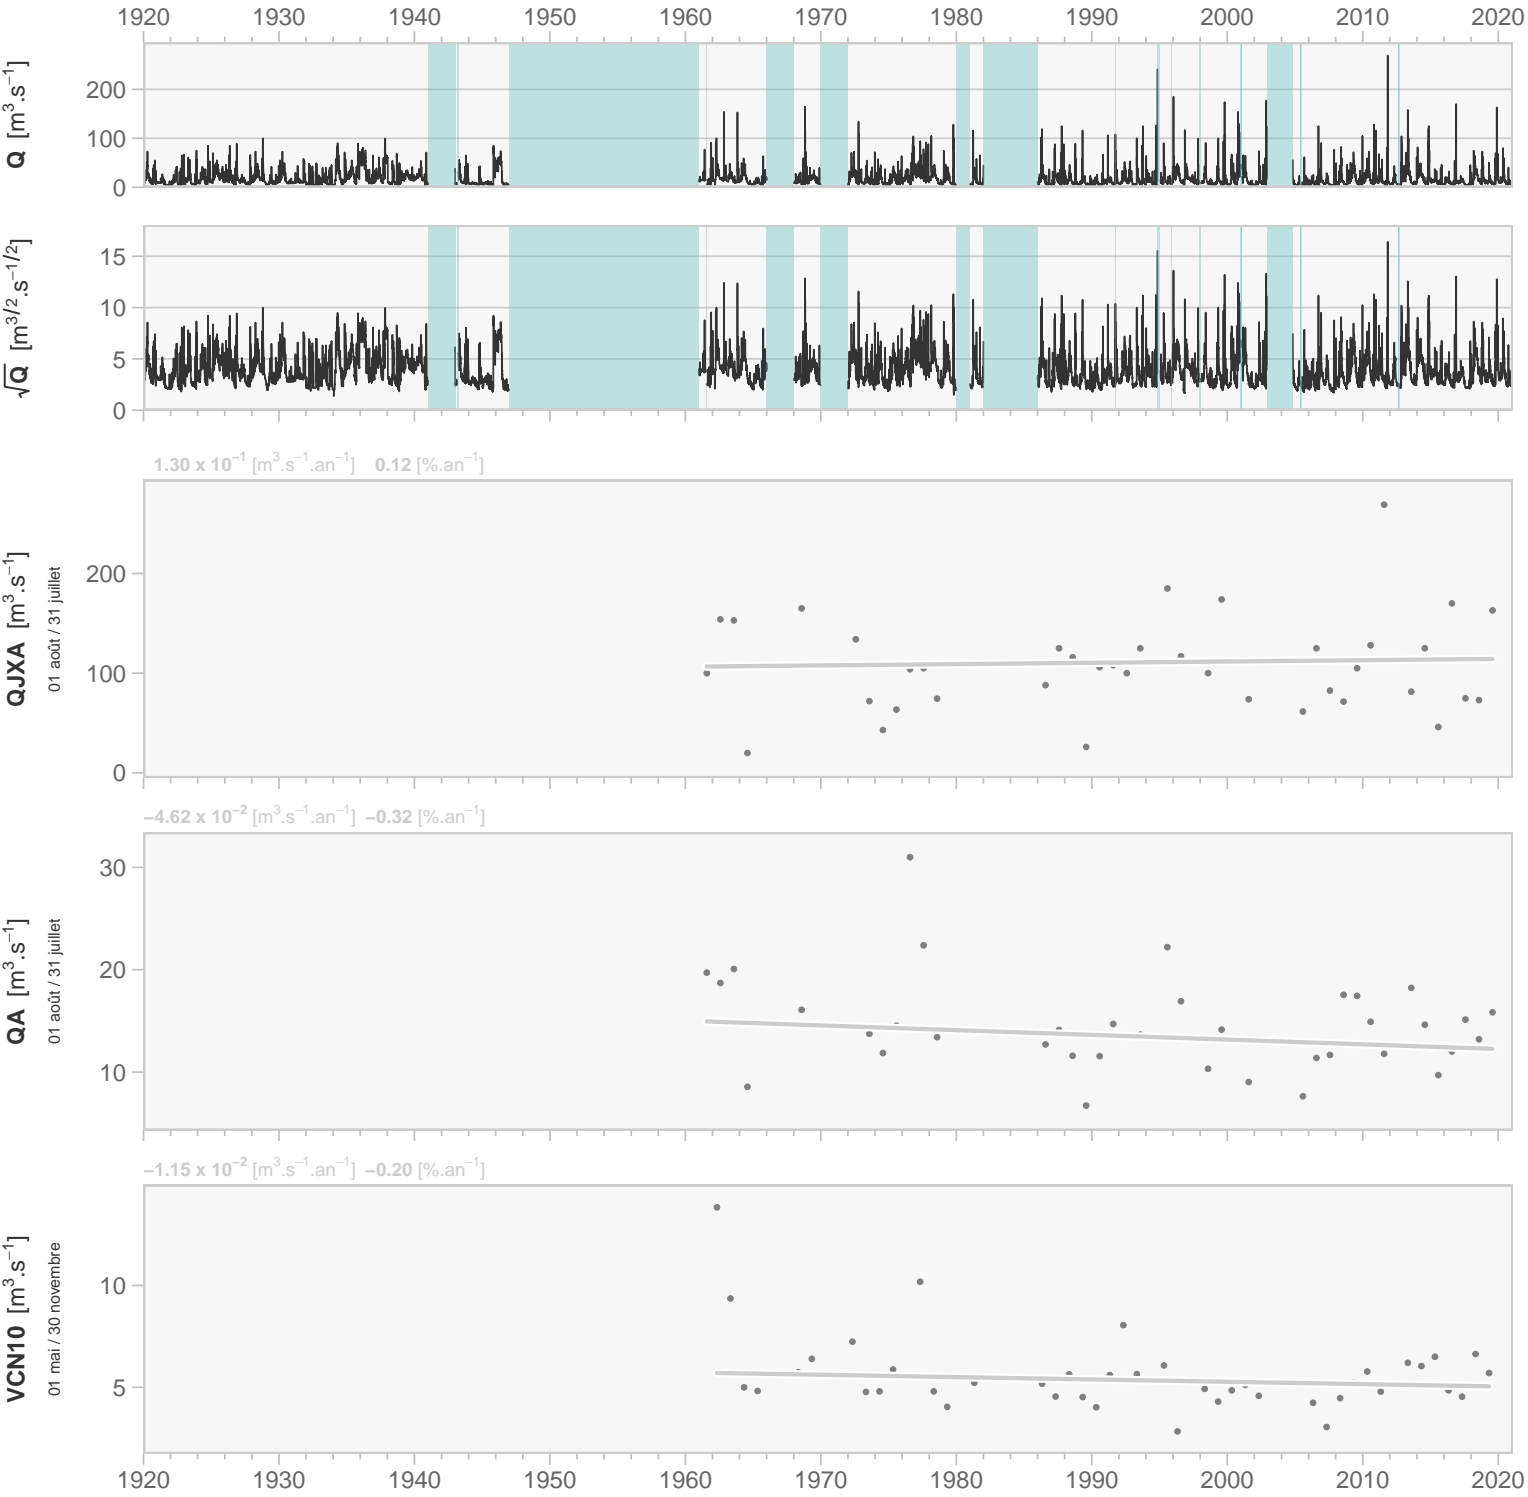 1920 1930 1940 1950 1960 1970 1980 1990 2000 2010 2020
Q [m³.s⁻¹]
200
100
0
√Q [m³ᐟ².s⁻¹ᐟ²]
15
10
5
0
1.30 x 10⁻¹ [m³.s⁻¹.an⁻¹] 0.12 [%.an⁻¹]
QJXA [m³.s⁻¹]
01 août / 31 juillet
200
100
0
−4.62 x 10⁻² [m³.s⁻¹.an⁻¹] −0.32 [%.an⁻¹]
QA [m³.s⁻¹]
01 août / 31 juillet
30
20
10
−1.15 x 10⁻² [m³.s⁻¹.an⁻¹] −0.20 [%.an⁻¹]
VCN10 [m³.s⁻¹]
01 mai / 30 novembre
10
5
1920 1930 1940 1950 1960 1970 1980 1990 2000 2010 2020